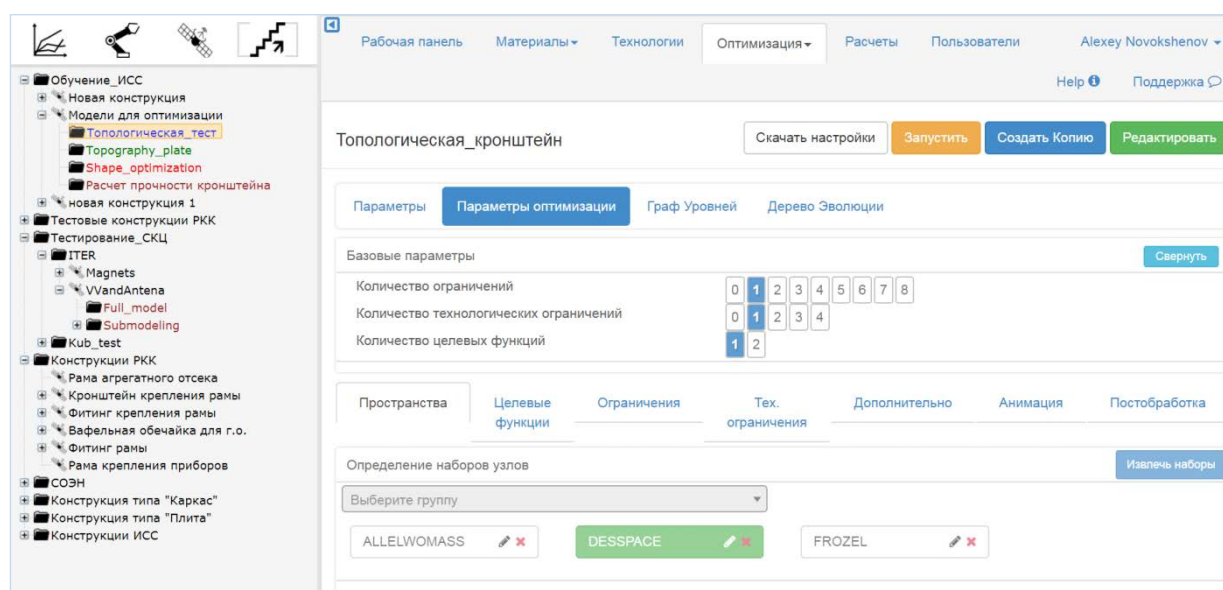 Обучение_ИСС
Новая конструкция
Модели для оптимизации
Топологическая_тест
Topography_plate
Shape_optimization
Расчет прочности кронштейна
новая конструкция 1
Тестовые конструкции РКК
Тестирование_СКЦ
ITER
Magnets
VVandAntena
Full_model
Submodeling
Kub_test
Конструкции РКК
Рама агрегатного отсека
Кронштейн крепления рамы
Фитинг крепления рамы
Вафельная обечайка для г.о.
Фитинг рамы
Рама крепления приборов
СОЭН
Конструкция типа "Каркас"
Конструкция типа "Плита"
Конструкции ИСС
Рабочая панель Материалы Технологии Оптимизация Расчеты Пользователи Alexey Novokshenov
Help Поддержка
Топологическая_кронштейн Скачать настройки Запустить Создать Копию Редактировать
Параметры Параметры оптимизации Граф Уровней Дерево Эволюции
Базовые параметры Свернуть
Количество ограничений 0 1 2 3 4 5 6 7 8
Количество технологических ограничений 0 1 2 3 4
Количество целевых функций 1 2
Пространства Целевые функции Ограничения Тех. ограничения Дополнительно Анимация Постобработка
Определение наборов узлов Извлечь наборы
Выберите группу
ALLELWOMASS DESSPACE FROZEL